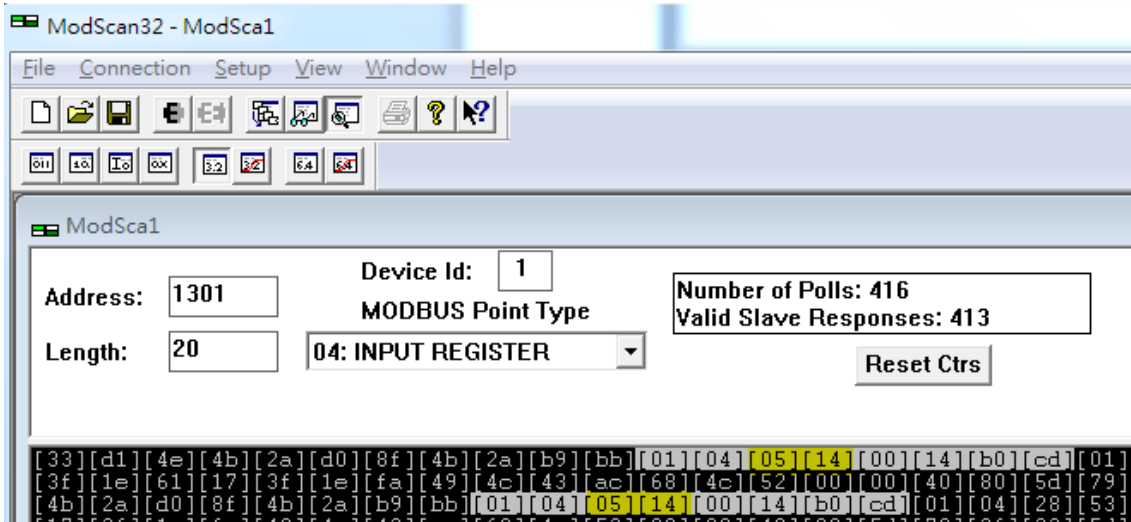 ModScan32 - ModSca1
File Connection Setup View Window Help
ModSca1
Address: 1301
Device Id: 1
MODBUS Point Type
Length: 20
04: INPUT REGISTER
Number of Polls: 416
Valid Slave Responses: 413
Reset Ctrs
[33][d1][4e][4b][2a][d0][8f][4b][2a][b9][bb][01][04][05][14][00][14][b0][cd][01]
[3f][1e][61][17][3f][1e][fa][49][4c][43][ac][68][4c][52][00][00][40][80][5d][79]
[4b][2a][d0][8f][4b][2a][b9][bb][01][04][05][14][00][14][b0][cd][01][04][28][53]